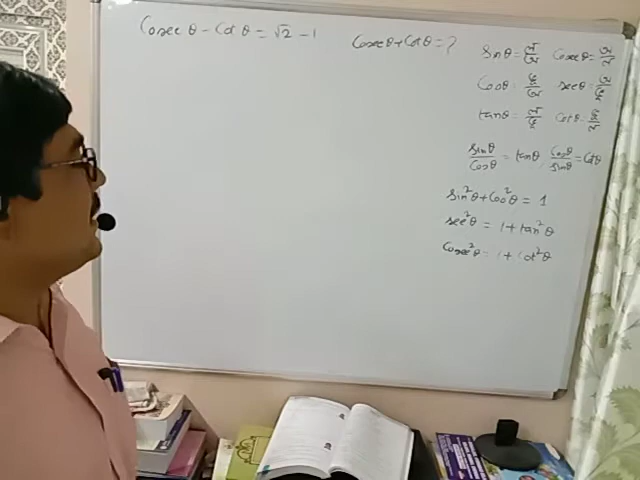 Cosec θ - Cot θ = √2 - 1
Cosec θ + Cot θ = ?
Sin θ = ল/অ Cosec θ = অ/ল
Cos θ = ভূ/অ sec θ = অ/ভূ
tan θ = ল/ভূ Cot θ = ভূ/ল
Sin θ/Cos θ = tan θ, Cos θ/Sin θ = Cot θ
Sin²θ + Cos²θ = 1
sec²θ = 1 + tan²θ
Cosec²θ = 1 + Cot²θ